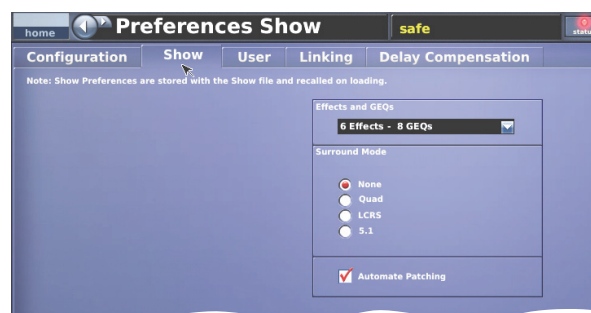 home
Preferences Show
safe
Configuration Show User Linking Delay Compensation
Note: Show Preferences are stored with the Show file and recalled on loading.
Effects and GEQs
6 Effects - 8 GEQs
Surround Mode
None
Quad
LCRS
5.1
Automate Patching